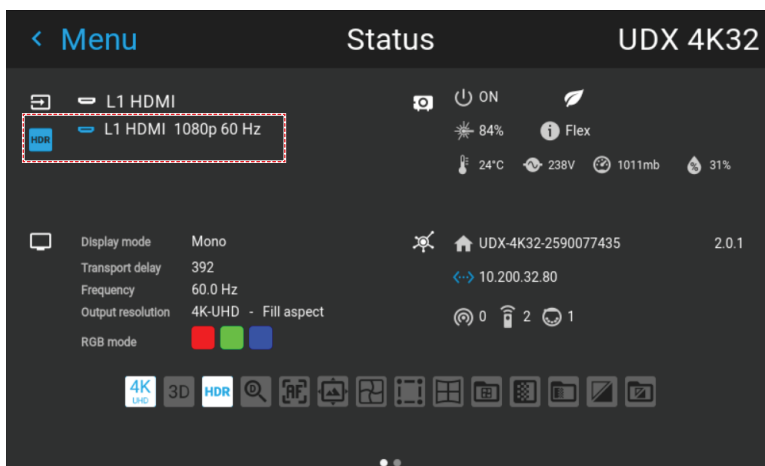 Menu
Status
UDX 4K32
L1 HDMI
HDR
L1 HDMI 1080p 60 Hz
ON
84%
i Flex
24°C
238V
1011mb
% 31%
Display mode Mono
Transport delay 392
Frequency 60.0 Hz
Output resolution 4K-UHD - Fill aspect
RGB mode
UDX-4K32-2590077435 2.0.1
10.200.32.80
0 2 1
4K UHD 3D HDR AF